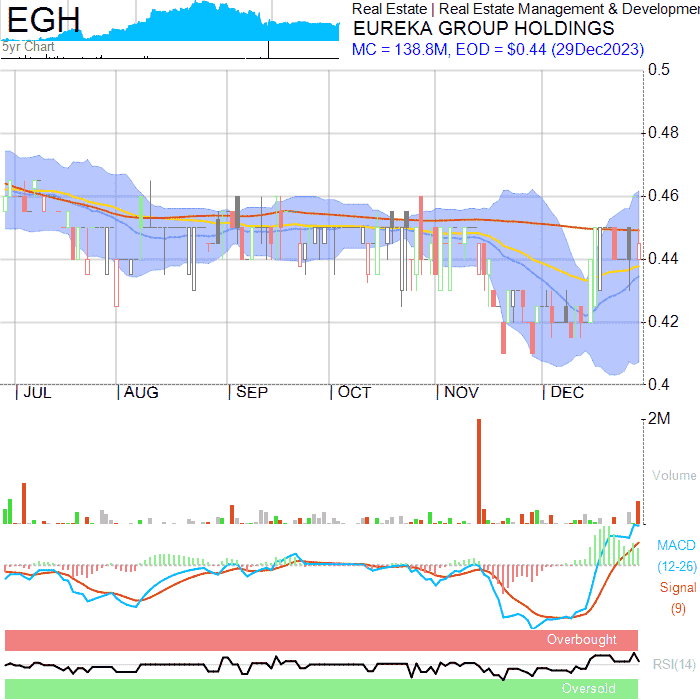 EGH
5yr Chart
Real Estate | Real Estate Management & Developmen
EUREKA GROUP HOLDINGS
MC = 138.8M, EOD = $0.44 (29Dec2023)
0.5
0.48
0.46
0.44
0.42
0.4
JUL AUG SEP OCT NOV DEC
2M
Volume
MACD
(12-26)
Signal
(9)
Overbought
RSI(14)
Oversold